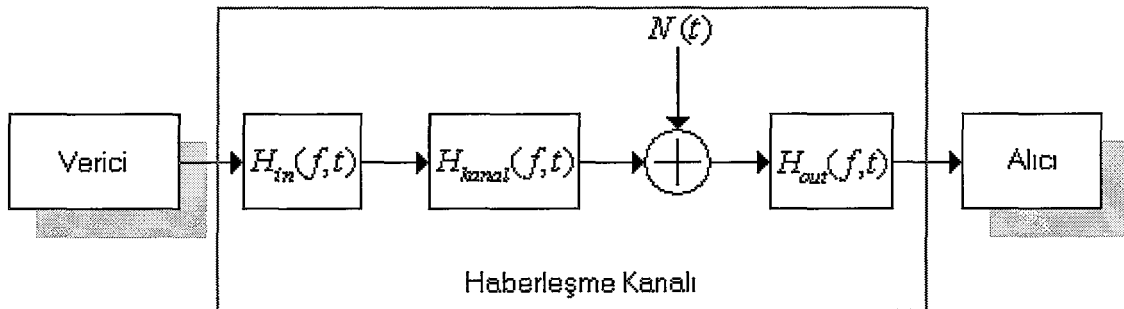 N(t)
Verici
H_in(f,t)
H_kanal(f,t)
H_out(f,t)
Alıcı
Haberleşme Kanalı